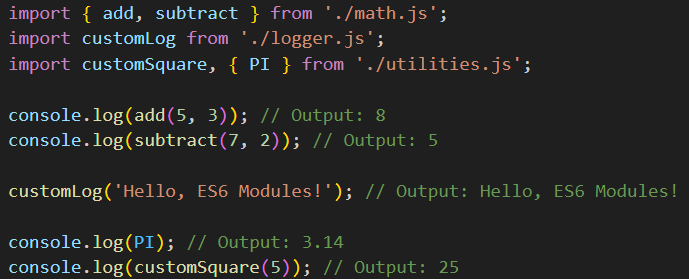 import { add, subtract } from './math.js';
import customLog from './logger.js';
import customSquare, { PI } from './utilities.js';
console.log(add(5, 3)); // Output: 8
console.log(subtract(7, 2)); // Output: 5
customLog('Hello, ES6 Modules!'); // Output: Hello, ES6 Modules!
console.log(PI); // Output: 3.14
console.log(customSquare(5)); // Output: 25